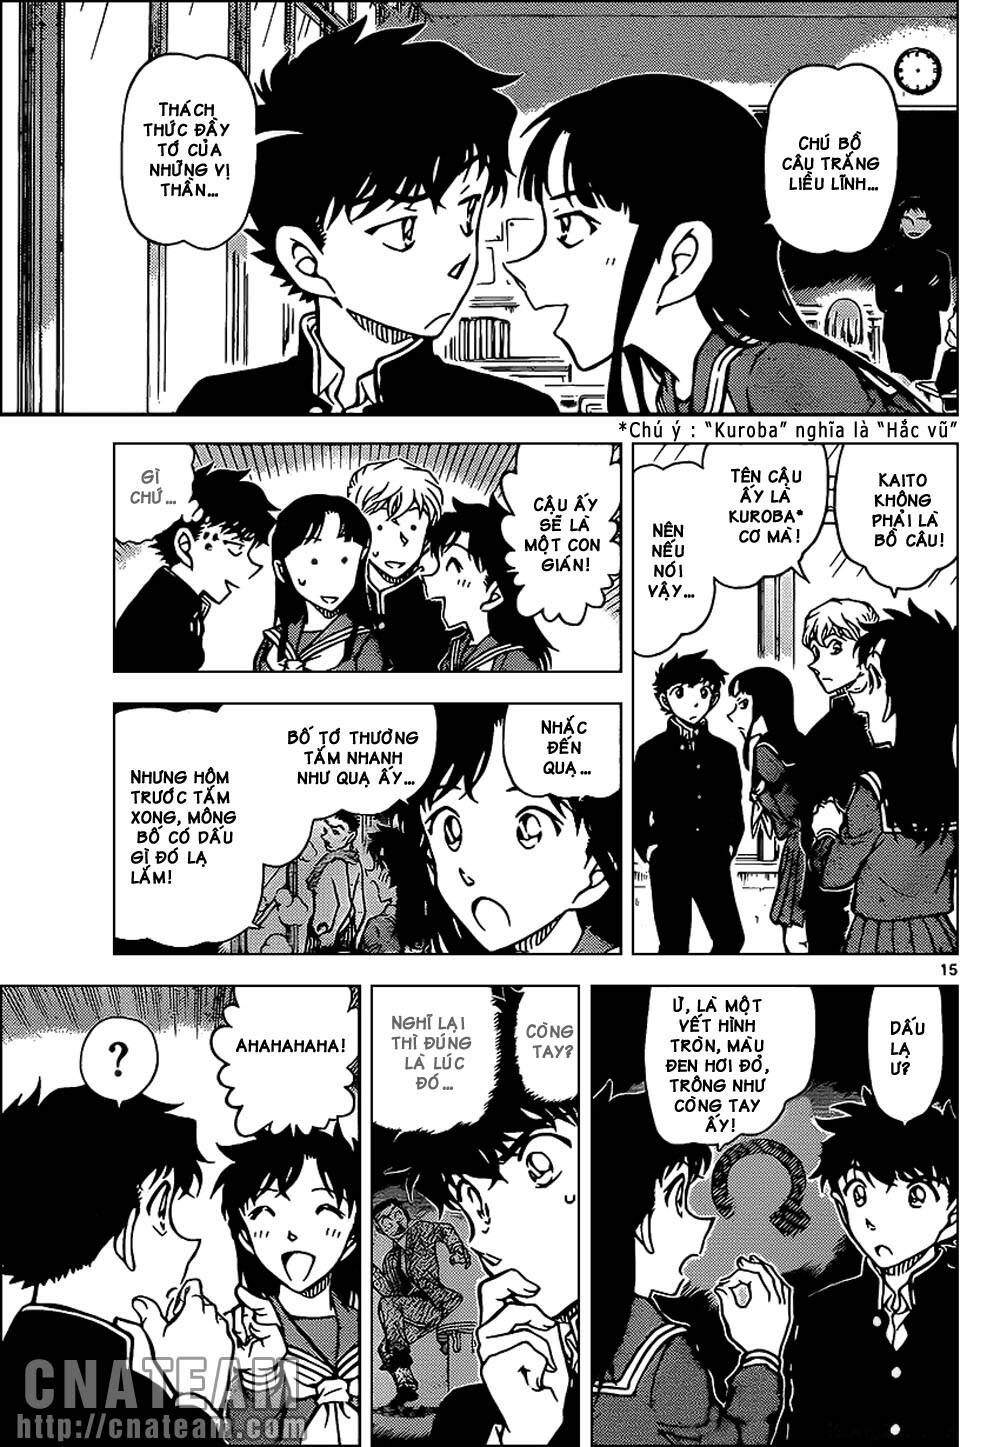 CHÚ BỒ
CÂU TRẮNG
LIỀU LĨNH...
THÁCH
THỨC ĐẦY
TỚ CỦA
NHỮNG VỊ
THẦN...
*Chú ý : "Kuroba" nghĩa là "Hắc vũ"
KAITO
KHÔNG
PHẢI LÀ
BỒ CÂU!
TÊN CẬU
ẤY LÀ
KUROBA*
CƠ MÀ!
NÊN
NẾU
NÓI
VẬY...
CẬU ẤY
SẼ LÀ
MỘT CON
GIÁN!
GÌ
CHỨ...
NHẮC
ĐẾN
QUẠ...
BỐ TỚ THƯỜNG
TẮM NHANH
NHƯ QUẠ ẤY...
NHƯNG HÔM
TRƯỚC TẮM
XONG, MÔNG
BỐ CÓ DẤU
GÌ ĐÓ LẠ
LẮM!
15
DẤU
LẠ
Ư?
Ừ, LÀ MỘT
VẾT HÌNH
TRÒN, MÀU
ĐEN HƠI ĐỎ,
TRÔNG NHƯ
CÒNG TAY
ẤY!
CÒNG
TAY?
NGHĨ LẠI
THÌ ĐÚNG
LÀ LÚC
ĐÓ...
AHAHAHAHA!
?
CNATEAM
http://cnateam.com/